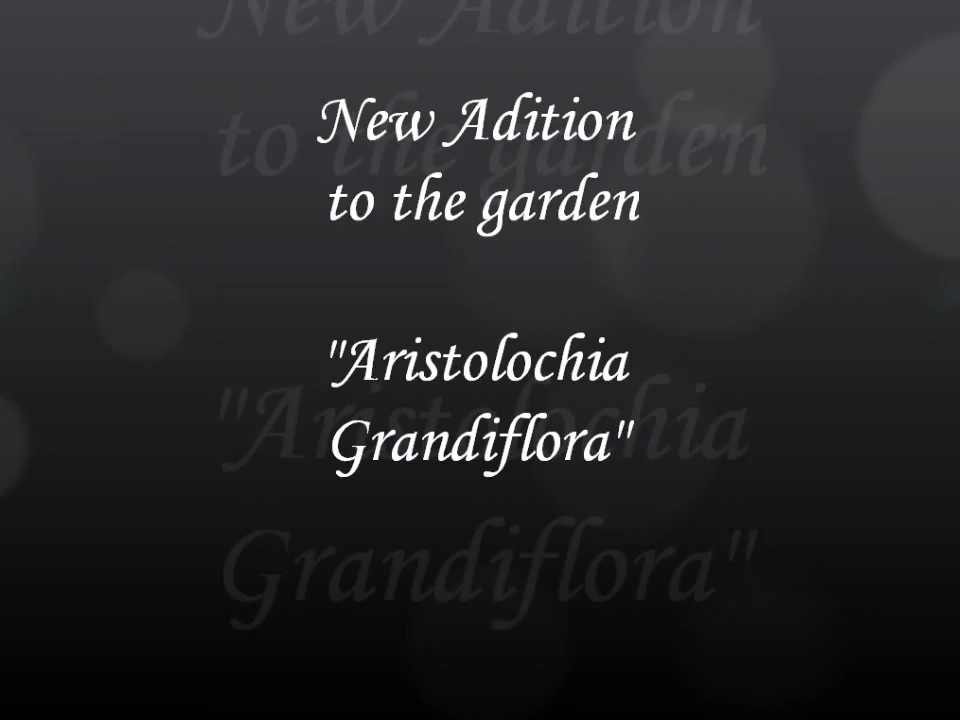 New Adition
to the garden
"Aristolochia
Grandiflora"